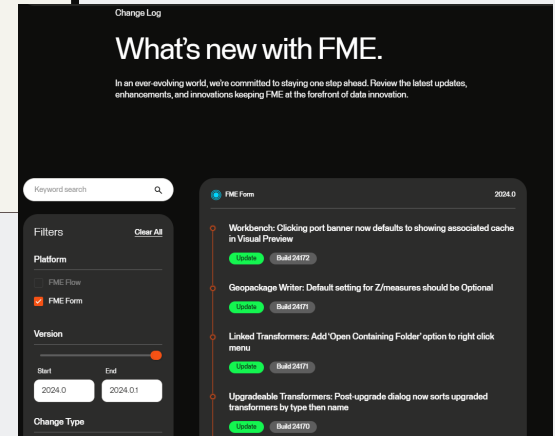 Change Log
What's new with FME.
In an ever-evolving world, we're committed to staying one step ahead. Review the latest updates,
enhancements, and innovations keeping FME at the forefront of data innovation.
Keyword search
Filters
Clear All
Platform
FME Flow
FME Form
Version
Start
End
2024.0
2024.0.1
Change Type
FME Form
2024.0
Workbench: Clicking port banner now defaults to showing associated cache
in Visual Preview
Update
Build 24172
Geopackage Writer: Default setting for Z/measures should be Optional
Update
Build 24171
Linked Transformers: Add 'Open Containing Folder' option to right click
menu
Update
Build 24171
Upgradeable Transformers: Post-upgrade dialog now sorts upgraded
transformers by type then name
Update
Build 24170